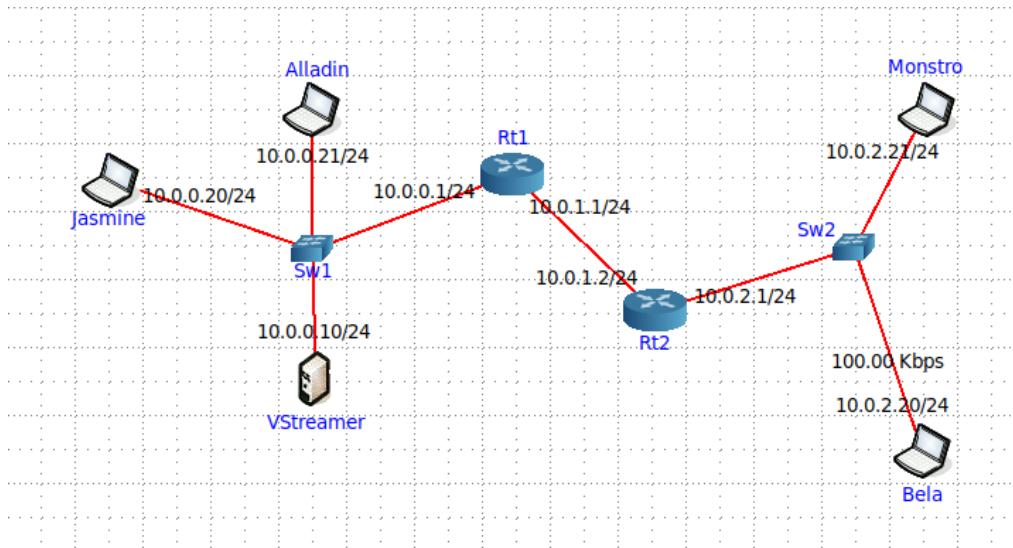 Alladin
Monstro
Rt1
10.0.0.21/24
10.0.2.21/24
10.0.0.20/24
10.0.0.1/24
Jasmine
10.0.1.1/24
Sw2
Sw1
10.0.1.2/24
10.0.2.1/24
10.0.0.10/24
Rt2
100.00 Kbps
10.0.2.20/24
VStreamer
Bela